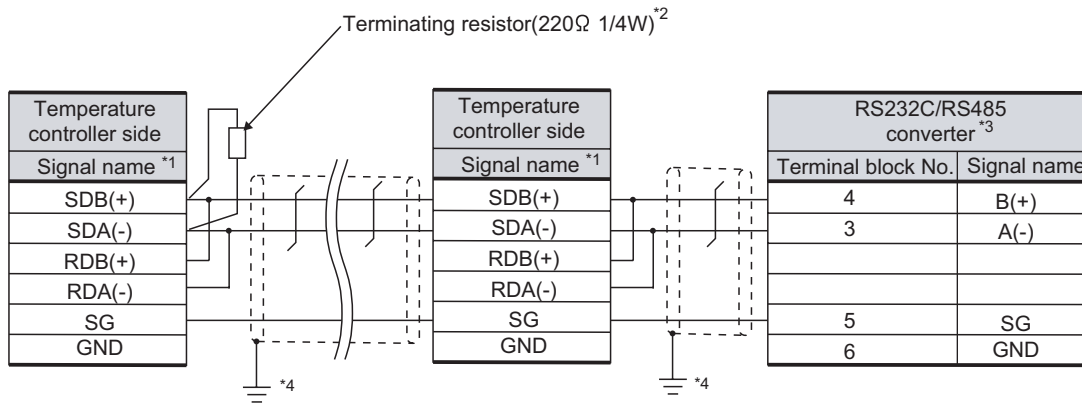 Terminating resistor(220Ω 1/4W)*2
Temperature
controller side
Signal name *1
SDB(+)
SDA(-)
RDB(+)
RDA(-)
SG
GND
*4
Temperature
controller side
Signal name *1
SDB(+)
SDA(-)
RDB(+)
RDA(-)
SG
GND
*4
RS232C/RS485
converter *3
Terminal block No. Signal name
4 B(+)
3 A(-)
5 SG
6 GND